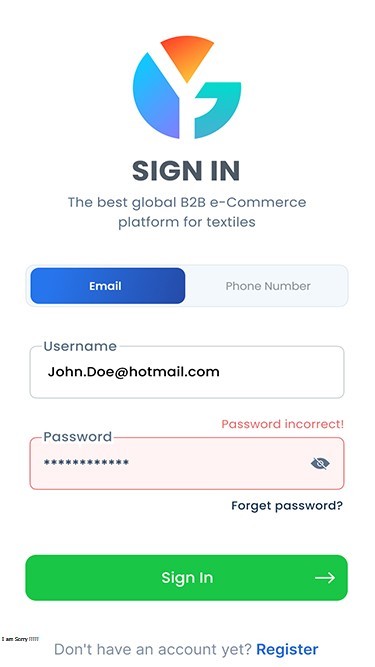 SIGN IN
The best global B2B e-Commerce
platform for textiles
Email
Phone Number
Username
John.Doe@hotmail.com
Password incorrect!
Password
************
Forget password?
Sign In
I am Sorry !!!!!
Don't have an account yet? Register